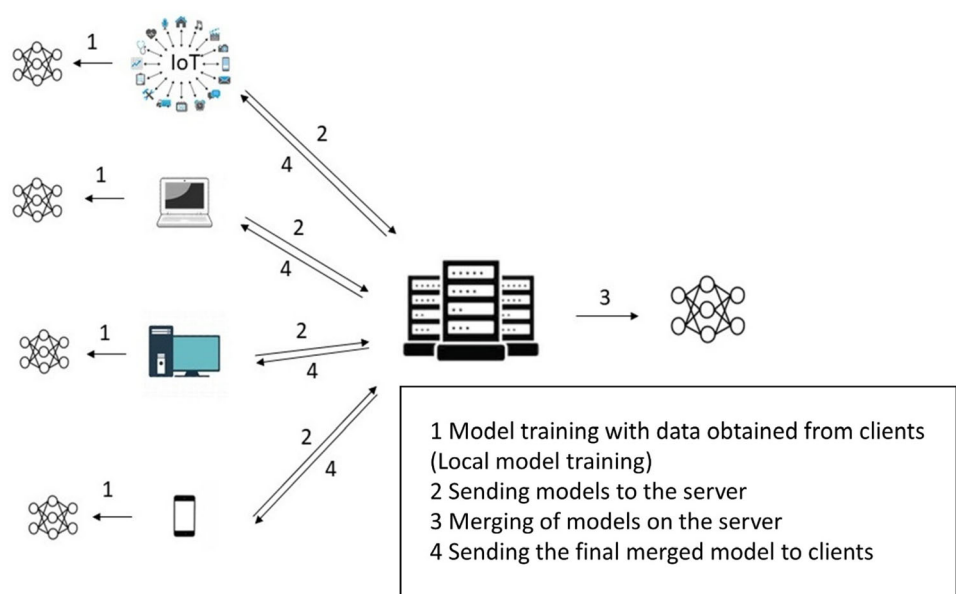 1
IoT
2
4
1
2
4
3
1
2
4
2
4
1
1 Model training with data obtained from clients
(Local model training)
2 Sending models to the server
3 Merging of models on the server
4 Sending the final merged model to clients